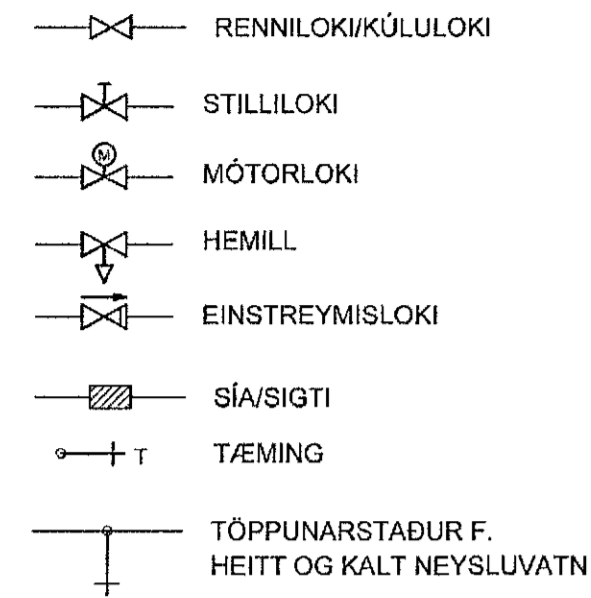 RENNILOKI/KÚLULOKI
STILLILOKI
M
MÓTORLOKI
HEMILL
EINSTREYMISLOKI
SÍA/SIGTI
T
TÆMING
TÖPPUNARSTAÐUR F.
HEITT OG KALT NEYSLUVATN